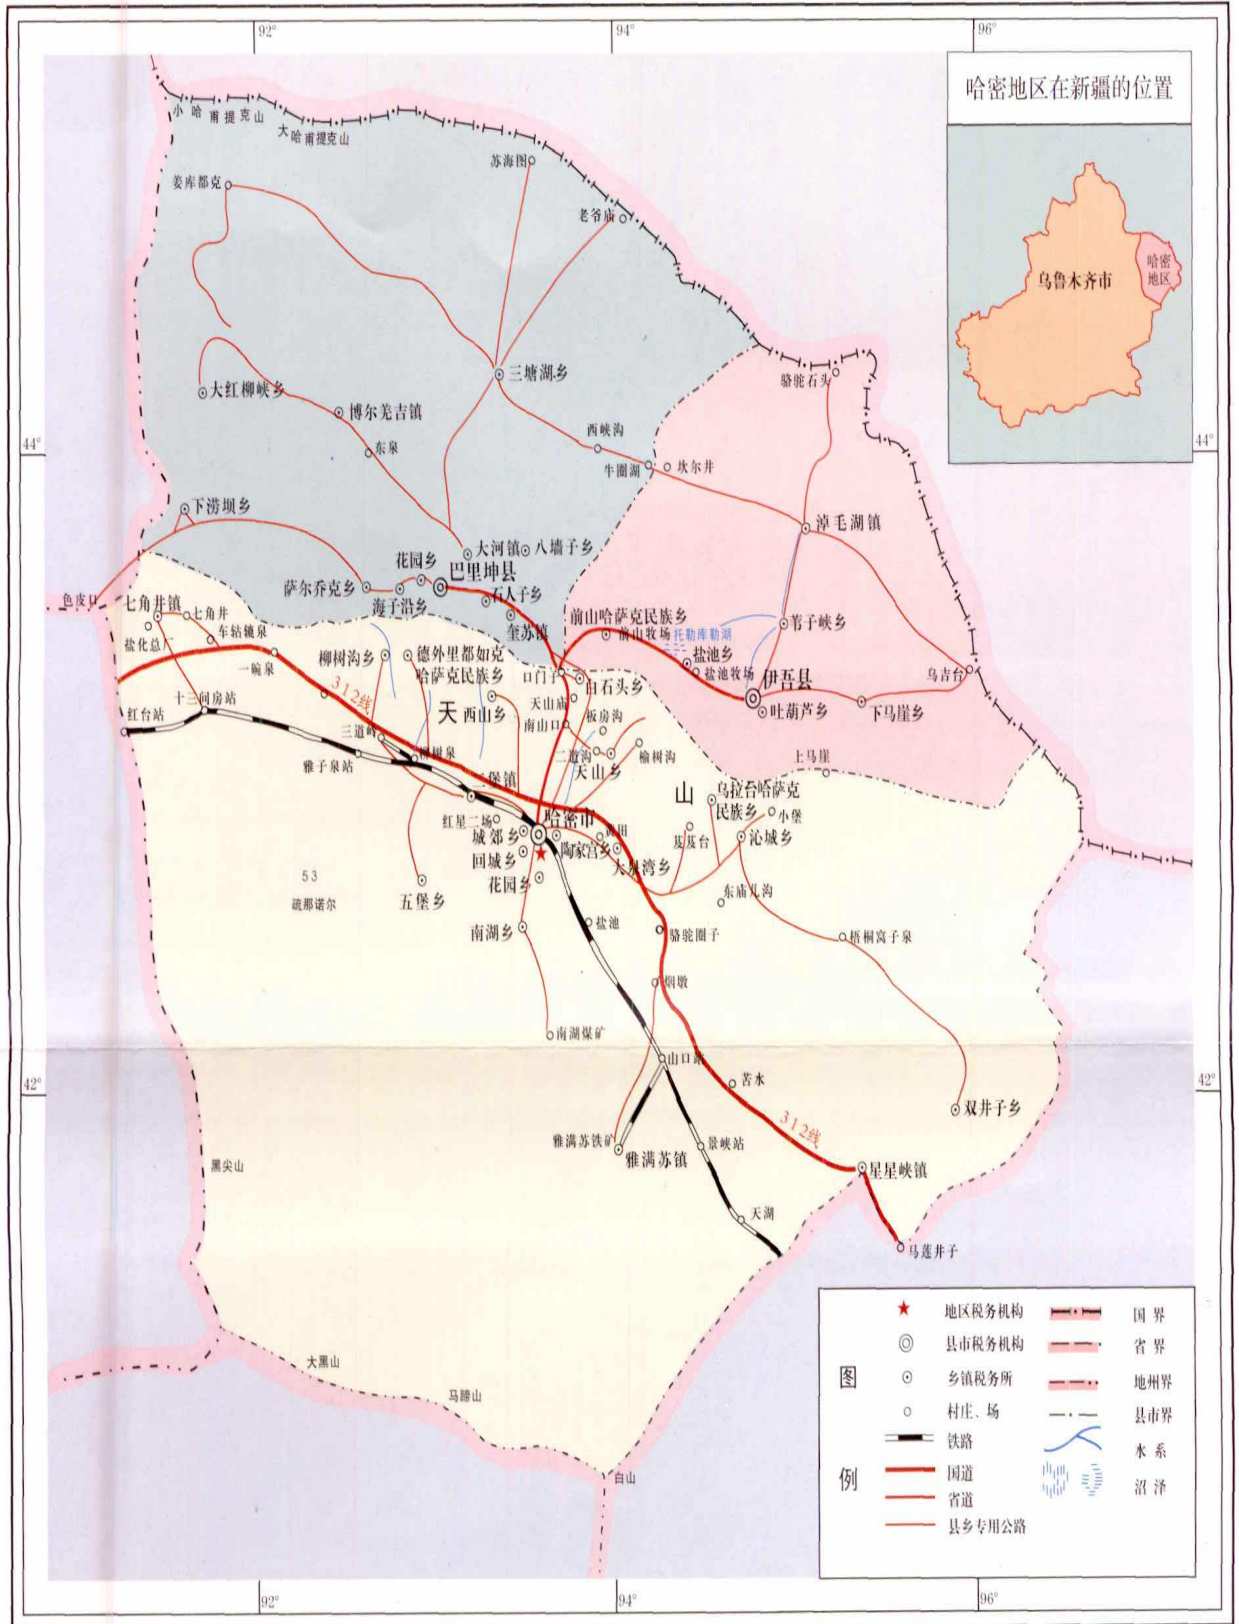 92°
94°
96°
哈密地区在新疆的位置
哈密
地区
乌鲁木齐市
小哈甫提克山
大哈甫提克山
苏海图
姜库都克
老爷庙
三塘湖乡
骆驼石头
大红柳峡乡
博尔羌吉镇
西峡沟
东泉
44°
44°
牛圈湖
坎尔井
下涝坝乡
淖毛湖镇
大河镇
八墙子乡
花园乡
巴里坤县
萨尔乔克乡
石人子乡
海子沿乡
色皮口
七角井镇
七角井
前山哈萨克民族乡
苇子峡乡
奎苏镇
前山牧场
托勒库勒湖
车轱辘泉
盐化总厂
柳树沟乡
德外里都如克
哈萨克民族乡
盐池乡
一碗泉
口门子
盐池牧场
乌吉台
白石头乡
伊吾县
312线
十三间房站
天
西山乡
天山庙
吐葫芦乡
下马崖乡
红台站
南山口
板房沟
三道岭
柳树泉
二道沟
榆树沟
雅子泉站
天山乡
上马崖
二堡镇
山
乌拉台哈萨克
民族乡
小堡
红星二场
哈密市
城郊乡
黄田
芨芨台
沁城乡
回城乡
陶家宫乡
大泉湾乡
53
疏那诺尔
花园乡
五堡乡
东庙儿沟
南湖乡
盐池
骆驼圈子
梧桐窝子泉
烟墩
南湖煤矿
山口站
42°
42°
苦水
双井子乡
312线
雅满苏铁矿
雅满苏镇
景峡站
黑尖山
星星峡镇
天湖
马莲井子
大黑山
马蹄山
白山
图
例
地区税务机构
国界
县市税务机构
省界
乡镇税务所
地州界
村庄、场
县市界
铁路
水系
国道
沼泽
省道
县乡专用公路
92°
94°
96°